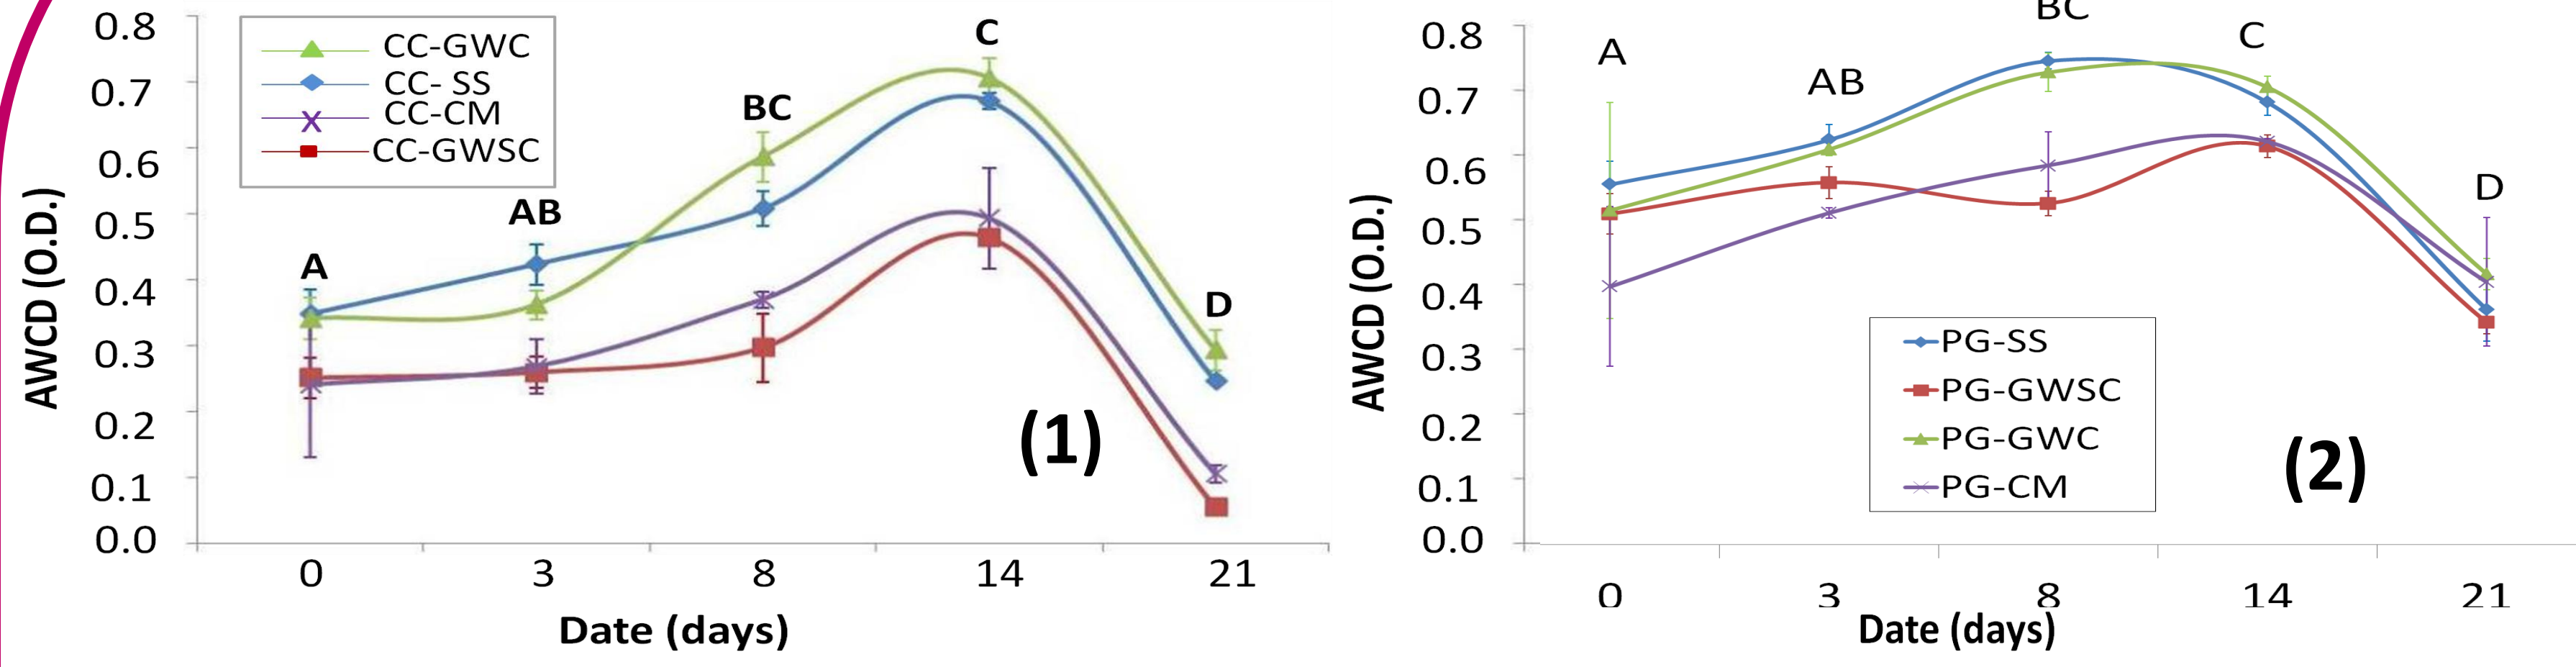 0.8
0.7
0.6
0.5
0.4
0.3
0.2
0.1
0.0
AWCD (O.D.)
CC-GWC
CC- SS
CC-CM
CC-GWSC
A
AB
BC
C
D
(1)
0
3
8
14
21
Date (days)
0.8
0.7
0.6
0.5
0.4
0.3
0.2
0.1
0.0
AWCD (O.D.)
A
AB
BC
C
D
PG-SS
PG-GWSC
PG-GWC
PG-CM
(2)
0
3
8
14
21
Date (days)